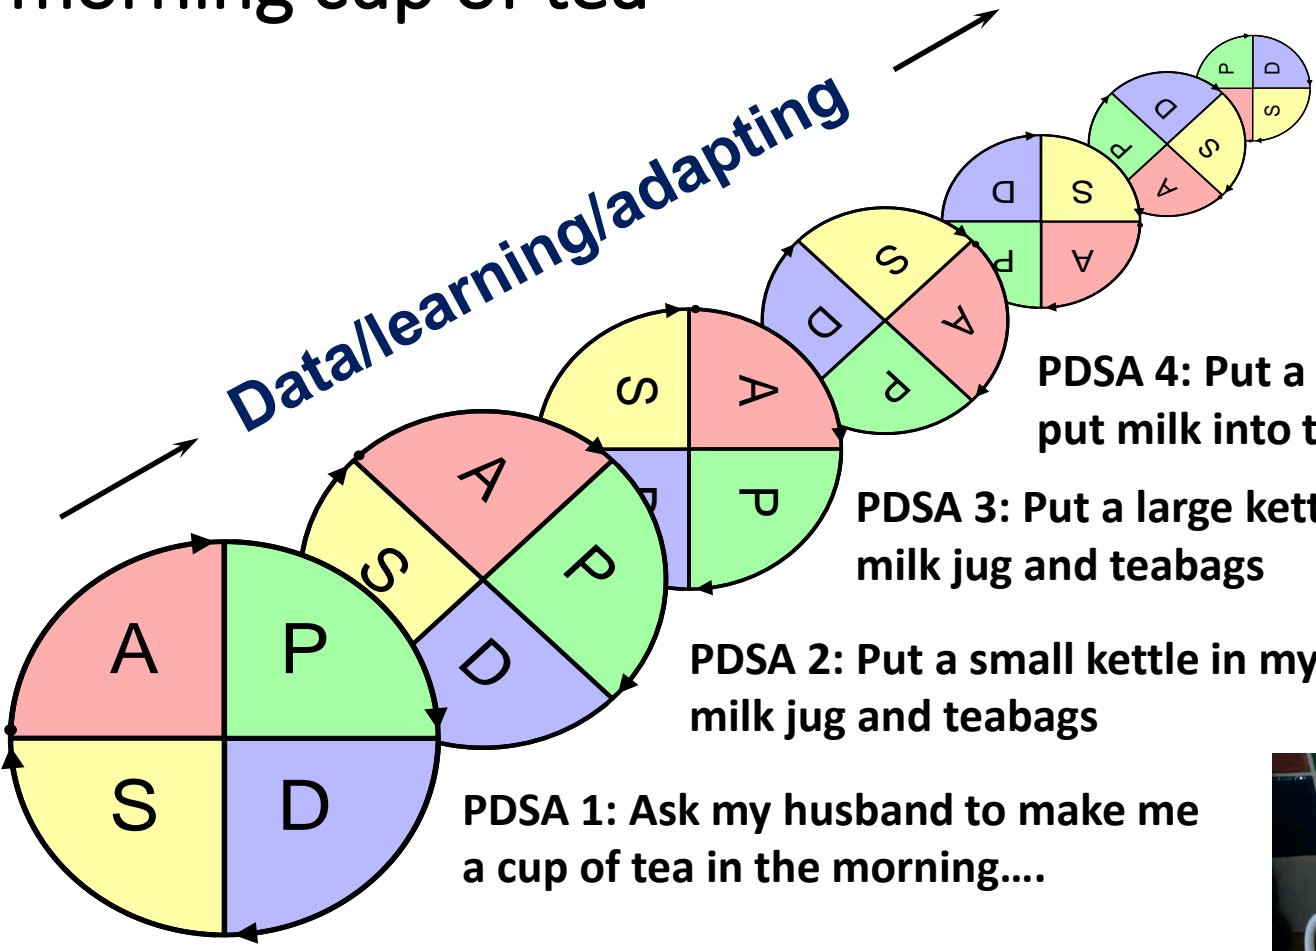 morning cup of tea
Data/learning/adapting
P D
S
D
P S
A
D S
P A
S
D A
P
S A
P
A
S P
D
A P
S D
PDSA 4: Put a
put milk into t
PDSA 3: Put a large kett
milk jug and teabags
PDSA 2: Put a small kettle in my
milk jug and teabags
PDSA 1: Ask my husband to make me
a cup of tea in the morning....